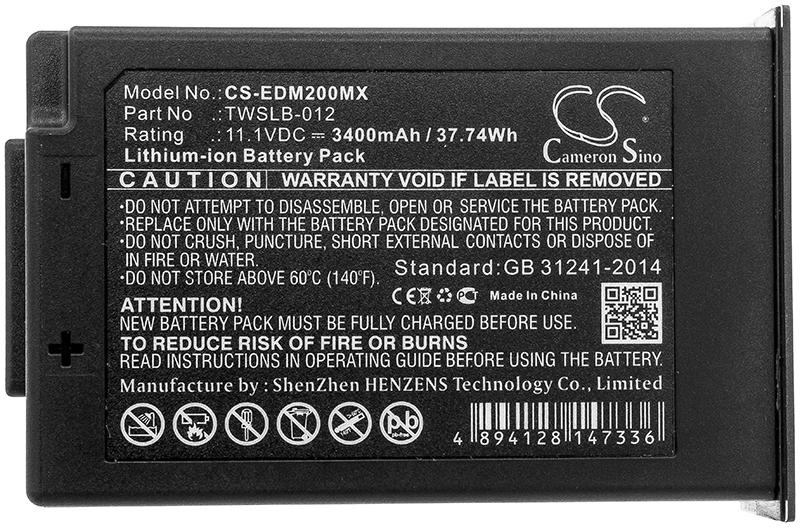 Model No.: CS-EDM200MX
Part No .: TWSLB-012
Rating .: 11.1VDC ⎓ 3400mAh / 37.74Wh
Lithium-ion Battery Pack
CS
Cameron Sino
CAUTION WARRANTY VOID IF LABEL IS REMOVED
•DO NOT ATTEMPT TO DISASSEMBLE, OPEN OR SERVICE THE BATTERY PACK.
•REPLACE ONLY WITH THE BATTERY PACK DESIGNATED FOR THIS PRODUCT.
•DO NOT CRUSH, PUNCTURE, SHORT EXTERNAL CONTACTS OR DISPOSE OF
IN FIRE OR WATER.
•DO NOT STORE ABOVE 60°C (140°F).
Standard: GB 31241-2014
CE Made In China
ATTENTION!
NEW BATTERY PACK MUST BE FULLY CHARGED BEFORE USE.
TO REDUCE RISK OF FIRE OR BURNS
READ INSTRUCTIONS IN OPERATING GUIDE BEFORE USING THE BATTERY.
Manufacture by : ShenZhen HENZENS Technology Co., Limited
pb
4 894128 147336
−
+